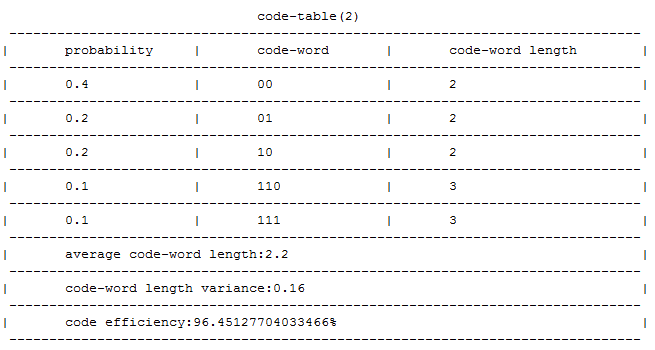 code-table(2)
| probability | code-word | code-word length |
| 0.4 | 00 | 2 |
| 0.2 | 01 | 2 |
| 0.2 | 10 | 2 |
| 0.1 | 110 | 3 |
| 0.1 | 111 | 3 |
| average code-word length:2.2 |
| code-word length variance:0.16 |
| code efficiency:96.45127704033466% |